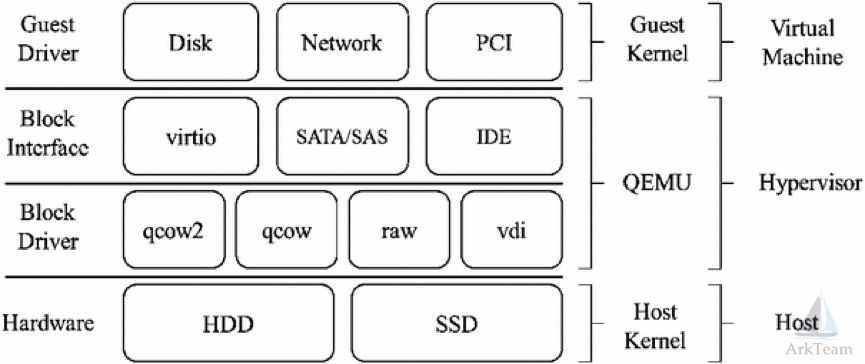 Guest
Driver
Disk
Network
PCI
Guest
Kernel
Virtual
Machine
Block
Interface
virtio
SATA/SAS
IDE
QEMU
Hypervisor
Block
Driver
qcow2
qcow
raw
vdi
Hardware
HDD
SSD
Host
Kernel
Host
ArkTeam